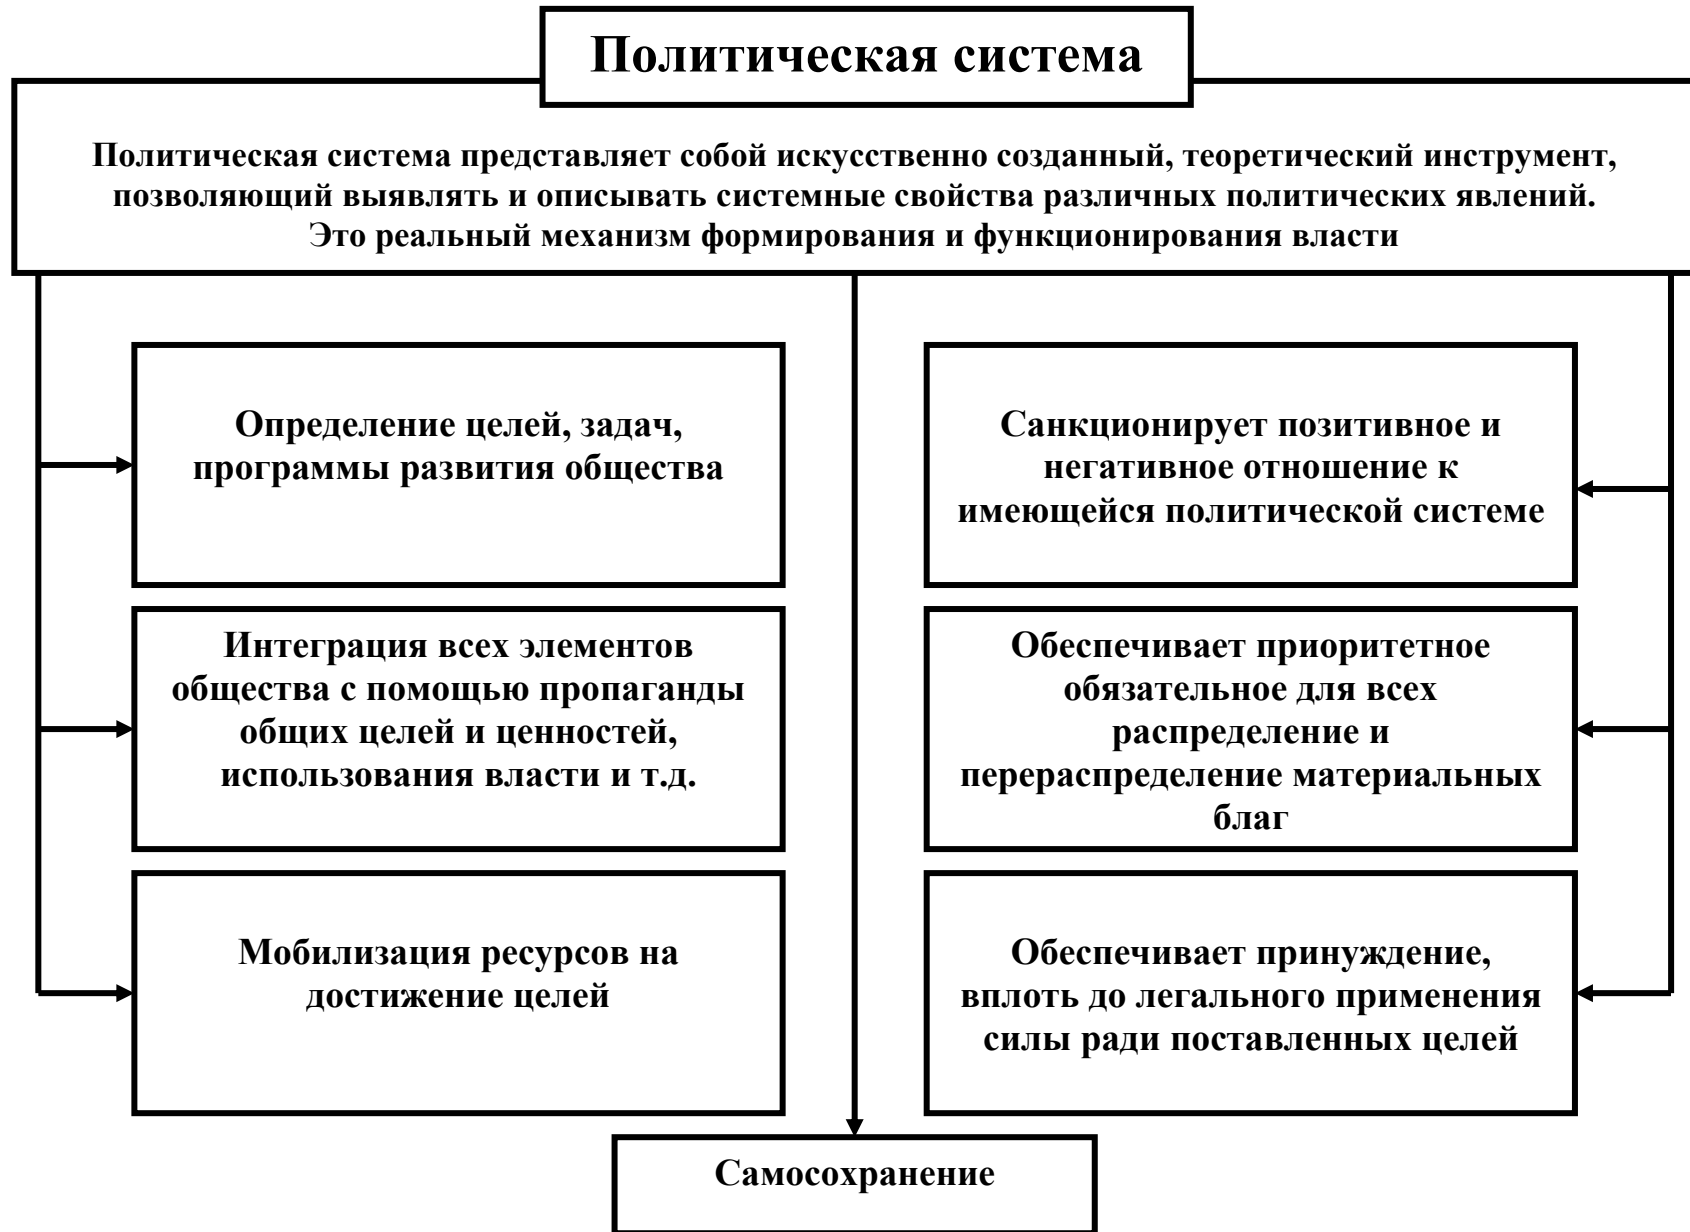 Политическая система
Политическая система представляет собой искусственно созданный, теоретический инструмент,
позволяющий выявлять и описывать системные свойства различных политических явлений.
Это реальный механизм формирования и функционирования власти
Определение целей, задач,
программы развития общества
Санкционирует позитивное и
негативное отношение к
имеющейся политической системе
Интеграция всех элементов
общества с помощью пропаганды
общих целей и ценностей,
использования власти и т.д.
Обеспечивает приоритетное
обязательное для всех
распределение и
перераспределение материальных
благ
Мобилизация ресурсов на
достижение целей
Обеспечивает принуждение,
вплоть до легального применения
силы ради поставленных целей
Самосохранение